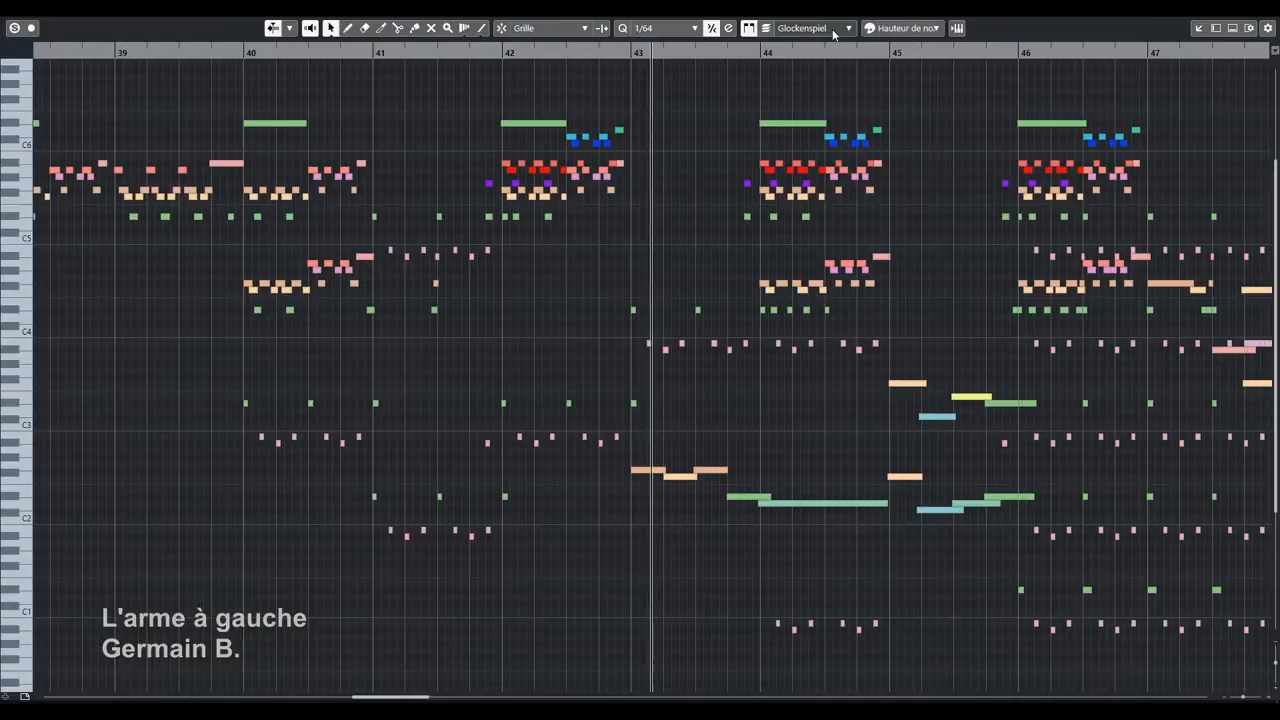 Grille
1/64
Glockenspiel
Hauteur de no
39 40 41 42 43 44 45 46 47
C6
C5
C4
C3
C2
C1
L'arme à gauche
Germain B.